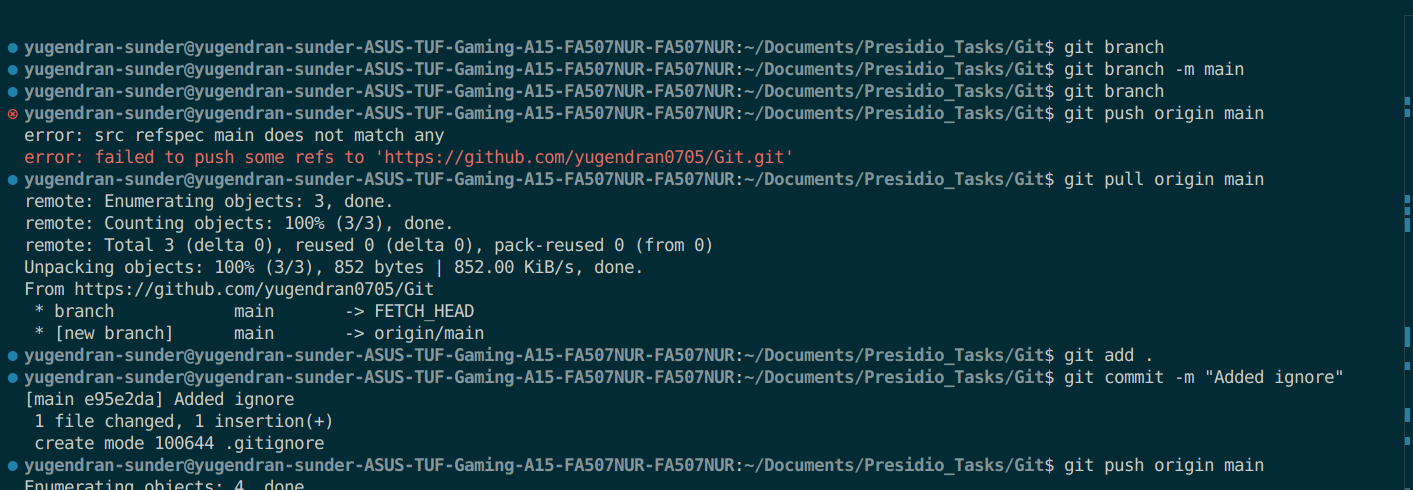 yugendran-sunder@yugendran-sunder-ASUS-TUF-Gaming-A15-FA507NUR-FA507NUR:~/Documents/Presidio_Tasks/Git$ git branch
yugendran-sunder@yugendran-sunder-ASUS-TUF-Gaming-A15-FA507NUR-FA507NUR:~/Documents/Presidio_Tasks/Git$ git branch -m main
yugendran-sunder@yugendran-sunder-ASUS-TUF-Gaming-A15-FA507NUR-FA507NUR:~/Documents/Presidio_Tasks/Git$ git branch
yugendran-sunder@yugendran-sunder-ASUS-TUF-Gaming-A15-FA507NUR-FA507NUR:~/Documents/Presidio_Tasks/Git$ git push origin main
error: src refspec main does not match any
error: failed to push some refs to 'https://github.com/yugendran0705/Git.git'
yugendran-sunder@yugendran-sunder-ASUS-TUF-Gaming-A15-FA507NUR-FA507NUR:~/Documents/Presidio_Tasks/Git$ git pull origin main
remote: Enumerating objects: 3, done.
remote: Counting objects: 100% (3/3), done.
remote: Total 3 (delta 0), reused 0 (delta 0), pack-reused 0 (from 0)
Unpacking objects: 100% (3/3), 852 bytes | 852.00 KiB/s, done.
From https://github.com/yugendran0705/Git
 * branch            main       -> FETCH_HEAD
 * [new branch]      main       -> origin/main
yugendran-sunder@yugendran-sunder-ASUS-TUF-Gaming-A15-FA507NUR-FA507NUR:~/Documents/Presidio_Tasks/Git$ git add .
yugendran-sunder@yugendran-sunder-ASUS-TUF-Gaming-A15-FA507NUR-FA507NUR:~/Documents/Presidio_Tasks/Git$ git commit -m "Added ignore"
[main e95e2da] Added ignore
 1 file changed, 1 insertion(+)
 create mode 100644 .gitignore
yugendran-sunder@yugendran-sunder-ASUS-TUF-Gaming-A15-FA507NUR-FA507NUR:~/Documents/Presidio_Tasks/Git$ git push origin main
Enumerating objects: 4, done.